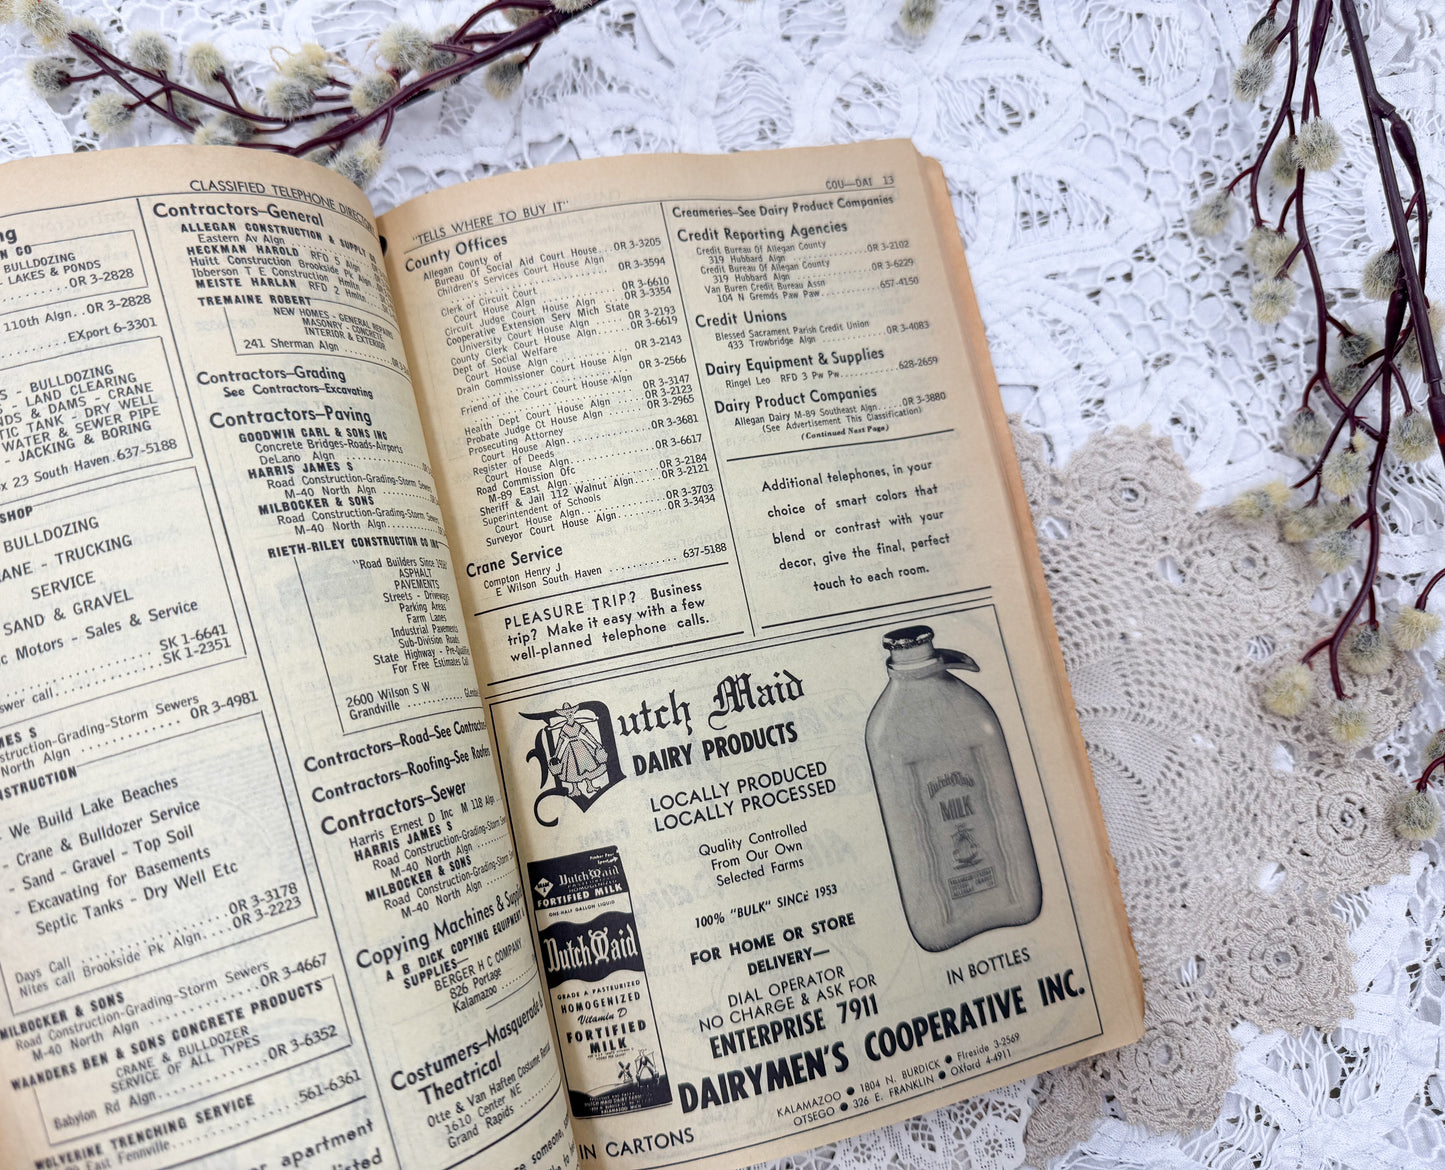 CLASSIFIED TELEPHONE DIRECTORY
BULLDOZING
LAKES & PONDS
OR 3-2828
110th Algn. .OR 3-2828
EXport 6-3301
- BULLDOZING
- LAND CLEARING
& DAMS - CRANE
TANK - DRY WELL
WATER & SEWER PIPE
- JACKING & BORING
23 South Haven.637-5188
SHOP
BULLDOZING
- TRUCKING
SERVICE
SAND & GRAVEL
Motors - Sales & Service
SK 1-6641
SK 1-2351
call
Construction-Grading-Storm Sewers
North Algn ..........OR 3-4981
- We Build Lake Beaches
- Crane & Bulldozer Service
- Sand - Gravel - Top Soil
- Excavating for Basements
Septic Tanks - Dry Well Etc
Days Call ..........OR 3-3178
Nites call Brookside Pk Algn....OR 3-2223
MILBOCKER & SONS
Road Construction-Grading-Storm Sewers
M-40 North Algn ..........OR 3-4667
WAANDERS BEN & SONS CONCRETE PRODUCTS
CRANE & BULLDOZER
SERVICE OF ALL TYPES
Babylon Rd Algn..........OR 3-6352
WOLVERINE TRENCHING SERVICE
East Fennville..........561-6361
apartment
Contractors—General
ALLEGAN CONSTRUCTION & SUPPLY CO
Eastern Av Algn
HECKMAN HAROLD RFD 5 Algn
Huitt Construction Brookside Pk Algn
Ibberson T E Construction Hmltn
MEISTE HARLAN RFD 2 Hmltn
TREMAINE ROBERT
NEW HOMES - GENERAL REPAIRS
MASONRY - CONCRETE
INTERIOR & EXTERIOR
241 Sherman Algn
Contractors—Grading
See Contractors—Excavating
Contractors—Paving
GOODWIN CARL & SONS INC
Concrete Bridges-Roads-Airports
DeLano Algn
HARRIS JAMES S
Road Construction-Grading-Storm Sewers
M-40 North Algn
MILBOCKER & SONS
Road Construction-Grading-Storm Sewers
M-40 North Algn
RIETH-RILEY CONSTRUCTION CO INC
"Road Builders Since 1916
ASPHALT
PAVEMENTS
Streets - Driveways
Parking Areas
Farm Lanes
Industrial Pavements
Sub-Division Roads
State Highway - Pre-Qualified
For Free Estimates Call
2600 Wilson S W
Grandville
Contractors—Road—See Contractors
Contractors—Roofing—See Roofers
Contractors—Sewer
Harris Ernest D Inc M 118 Algn
HARRIS JAMES S
Road Construction-Grading-Storm
M-40 North Algn
MILBOCKER & SONS
Road Construction-Grading-Storm
M-40 North Algn
Copying Machines & Supplies
A B DICK COPYING EQUIPMENT &
SUPPLIES—
BERGER H C COMPANY
826 Portage
Kalamazoo
Costumers—Masquerade &
Theatrical
Otte & Van Haften Costume Rental
1610 Center NE
Grand Rapids
"TELLS WHERE TO BUY IT"
COU—DAI 13
County Offices
Allegan County of
Bureau Of Social Aid Court House...OR 3-3205
Children's Services Court House Algn
OR 3-3594
Clerk of Circuit Court
Court House Algn ..........OR 3-6610
Circuit Judge Court House Algn ....OR 3-3354
Cooperative Extension Serv Mich State
University Court House Algn ......OR 3-2193
County Clerk Court House Algn ....OR 3-6619
Dept of Social Welfare
Court House Algn ..........OR 3-2143
Drain Commissioner Court House Algn
OR 3-2566
Friend of the Court Court House Algn
OR 3-3147
Health Dept Court House Algn ....OR 3-2123
Probate Judge Ct House Algn ....OR 3-2965
Prosecuting Attorney
Court House Algn..........OR 3-3681
Register of Deeds
Court House Algn..........OR 3-6617
Road Commission Ofc
M-89 East Algn..........OR 3-2184
Sheriff & Jail 112 Walnut Algn....OR 3-2121
Superintendent of Schools
Court House Algn..........OR 3-3703
Surveyor Court House Algn........OR 3-3434
Crane Service
Compton Henry J
E Wilson South Haven ..........637-5188
PLEASURE TRIP? Business
trip? Make it easy with a few
well-planned telephone calls.
Creameries—See Dairy Product Companies
Credit Reporting Agencies
Credit Bureau Of Allegan County
319 Hubbard Algn ..........OR 3-2102
Credit Bureau Of Allegan County
319 Hubbard Algn ..........OR 3-6229
Van Buren Credit Bureau Assn
104 N Gremds Paw Paw..........657-4150
Credit Unions
Blessed Sacrament Parish Credit Union
433 Trowbridge Algn ..........OR 3-4083
Dairy Equipment & Supplies
Ringel Leo RFD 3 Pw Pw..........628-2659
Dairy Product Companies
Allegan Dairy M-89 Southeast Algn.....OR 3-3880
(See Advertisement This Classification)
(Continued Next Page)
Additional telephones, in your
choice of smart colors that
blend or contrast with your
decor, give the final, perfect
touch to each room.
Dutch Maid
DAIRY PRODUCTS
LOCALLY PRODUCED
LOCALLY PROCESSED
Quality Controlled
From Our Own
Selected Farms
100% "BULK" SINCE 1953
FOR HOME OR STORE
DELIVERY—
DIAL OPERATOR
NO CHARGE & ASK FOR
ENTERPRISE 7911
DAIRYMEN'S COOPERATIVE INC.
KALAMAZOO • 1804 N. BURDICK • Fireside 3-2569
OTSEGO • 326 E. FRANKLIN • OXford 4-4911
Dutch Maid
MILK
IN BOTTLES
Dutch Maid
HOMOGENIZED
FORTIFIED MILK
ONE-HALF GALLON LIQUID
Dutch Maid
GRADE A PASTEURIZED
HOMOGENIZED
Vitamin D
FORTIFIED
MILK
IN CARTONS